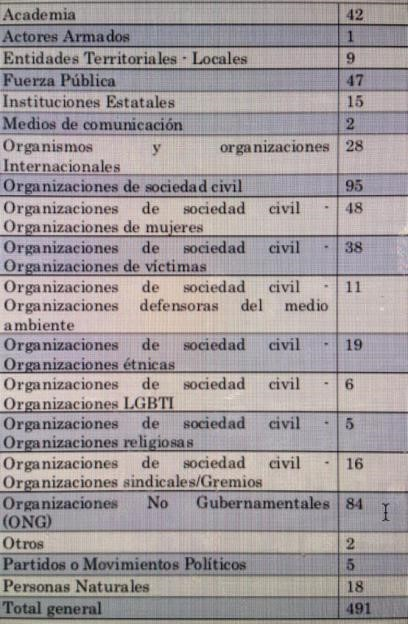 Academia 42
Actores Armados 1
Entidades Territoriales - Locales 9
Fuerza Pública 47
Instituciones Estatales 15
Medios de comunicación 2
Organismos y organizaciones 28
Internacionales
Organizaciones de sociedad civil 95
Organizaciones de sociedad civil - 48
Organizaciones de mujeres
Organizaciones de sociedad civil - 38
Organizaciones de víctimas
Organizaciones de sociedad civil - 11
Organizaciones defensoras del medio
ambiente
Organizaciones de sociedad civil - 19
Organizaciones étnicas
Organizaciones de sociedad civil - 6
Organizaciones LGBTI
Organizaciones de sociedad civil - 5
Organizaciones religiosas
Organizaciones de sociedad civil - 16
Organizaciones sindicales/Gremios
Organizaciones No Gubernamentales 84
(ONG)
Otros 2
Partidos o Movimientos Políticos 5
Personas Naturales 18
Total general 491